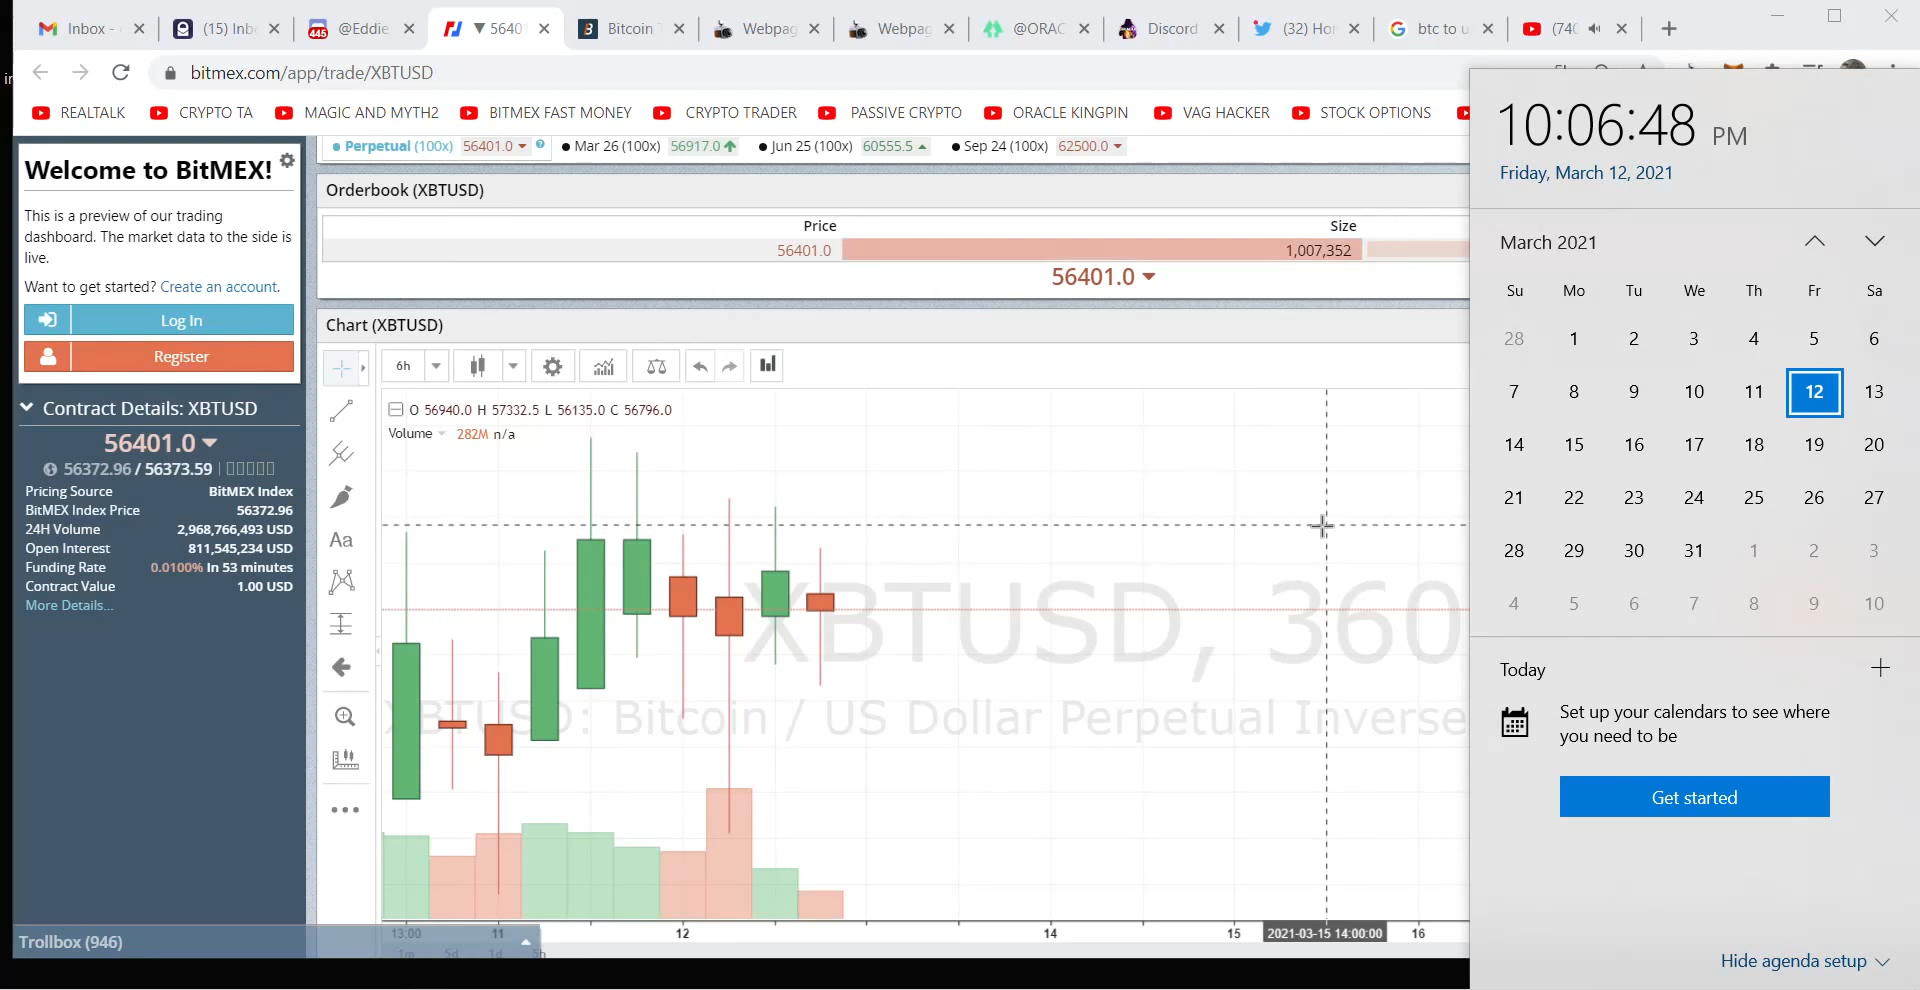 Inbox -
(15) Inb
@Eddie
5640
Bitcoin
Webpag
Webpag
@ORAC
Discord
(32) Hor
btc to u
(740
bitmex.com/app/trade/XBTUSD
REALTALK
CRYPTO TA
MAGIC AND MYTH2
BITMEX FAST MONEY
CRYPTO TRADER
PASSIVE CRYPTO
ORACLE KINGPIN
VAG HACKER
STOCK OPTIONS
Perpetual (100x) 56401.0
Mar 26 (100x) 56917.0
Jun 25 (100x) 60555.5
Sep 24 (100x) 62500.0
Welcome to BitMEX!
This is a preview of our trading
dashboard. The market data to the side is
live.
Want to get started? Create an account.
Log In
Register
Contract Details: XBTUSD
56401.0
56372.96 / 56373.59
Pricing Source BitMEX Index
BitMEX Index Price 56372.96
24H Volume 2,968,766,493 USD
Open Interest 811,545,234 USD
Funding Rate 0.0100% In 53 minutes
Contract Value 1.00 USD
More Details...
Trollbox (946)
Orderbook (XBTUSD)
Price Size
56401.0 1,007,352
56401.0
Chart (XBTUSD)
6h
Aa
O 56940.0 H 57332.5 L 56135.0 C 56796.0
Volume 282M n/a
XBTUSD, 360
XBTUSD: Bitcoin / US Dollar Perpetual Inverse
13:00 11 12 14 15 2021-03-15 14:00:00 16
1m 5d 1d 5h
10:06:48 PM
Friday, March 12, 2021
March 2021
Su Mo Tu We Th Fr Sa
28 1 2 3 4 5 6
7 8 9 10 11 12 13
14 15 16 17 18 19 20
21 22 23 24 25 26 27
28 29 30 31 1 2 3
4 5 6 7 8 9 10
Today
Set up your calendars to see where
you need to be
Get started
Hide agenda setup